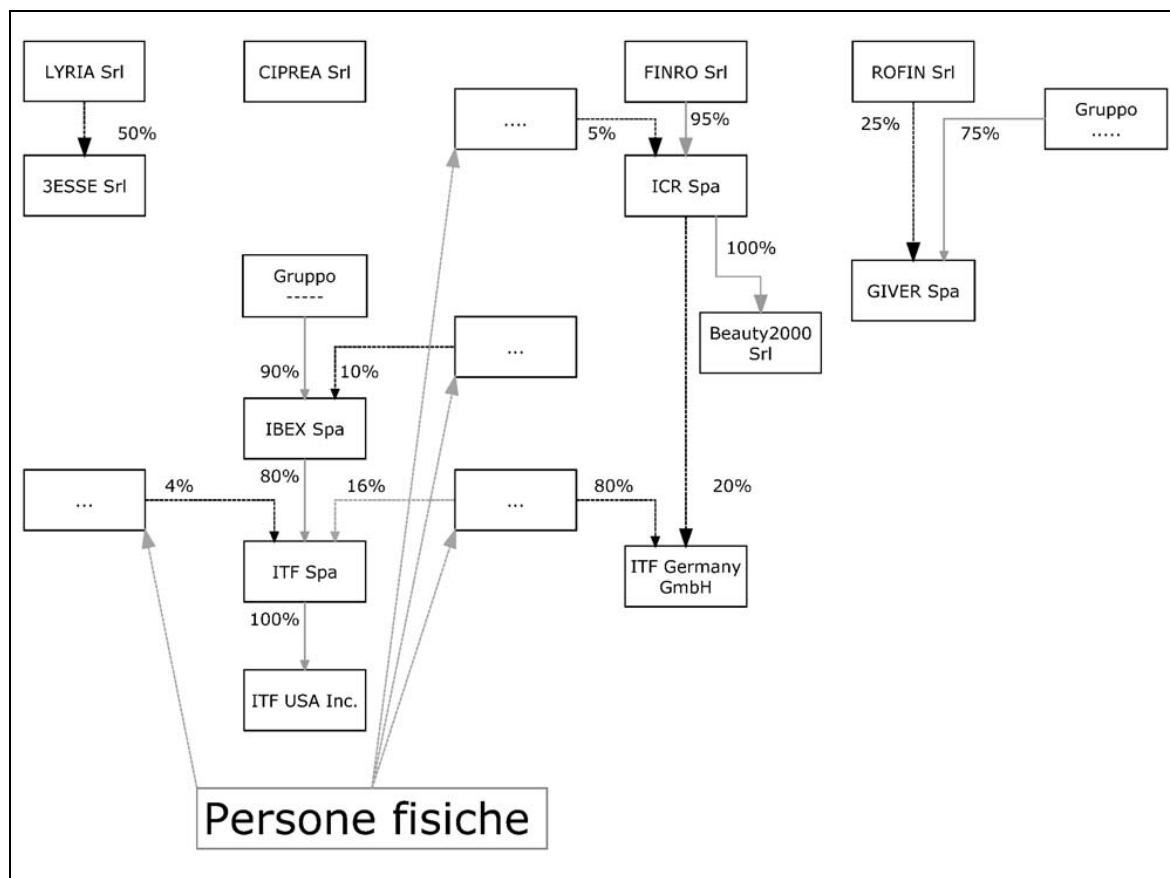 LYRIA Srl
CIPREA Srl
FINRO Srl
ROFIN Srl
....
Gruppo
.....
50%
5%
95%
25%
75%
3ESSE Srl
ICR Spa
100%
Gruppo
-----
GIVER Spa
Beauty2000
Srl
...
90%
10%
IBEX Spa
80%
...
4%
16%
...
80%
20%
ITF Spa
ITF Germany
GmbH
100%
ITF USA Inc.
Persone fisiche